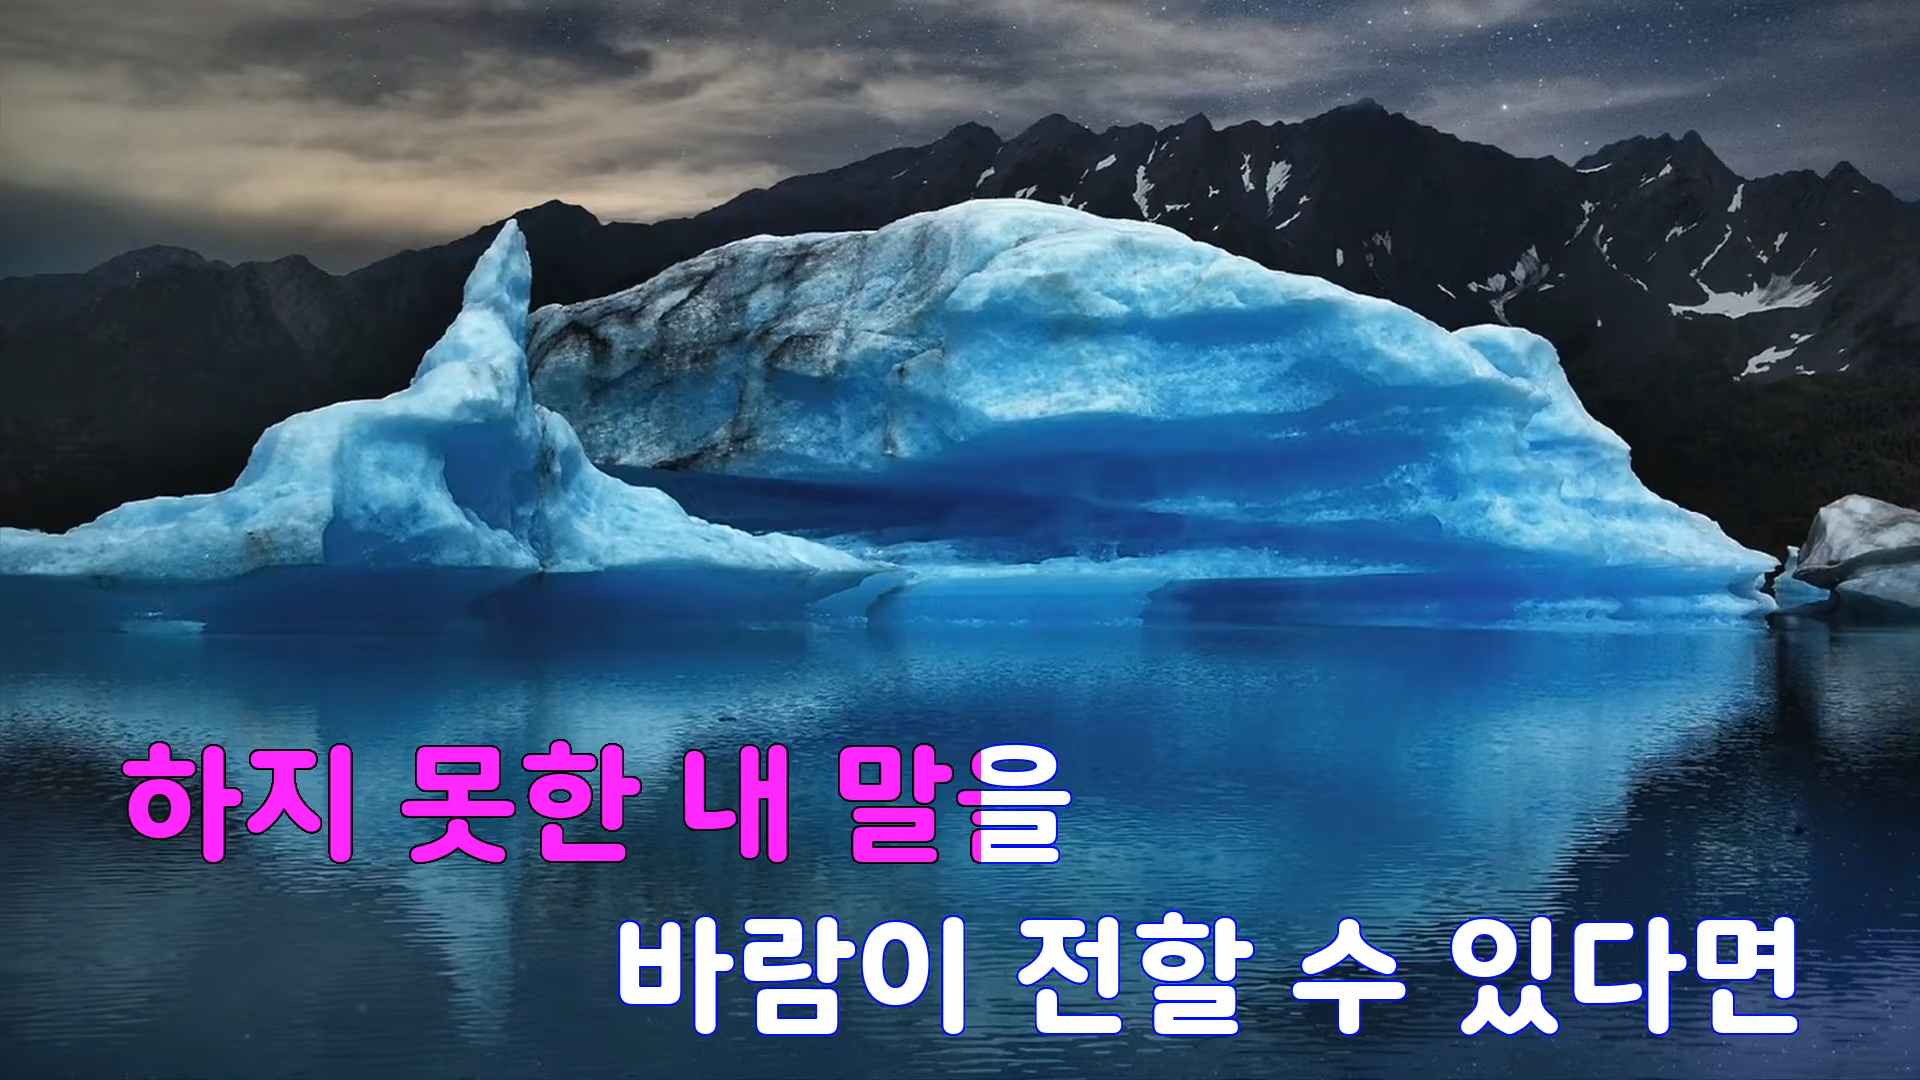 하지 못한 내 말을
바람이 전할 수 있다면